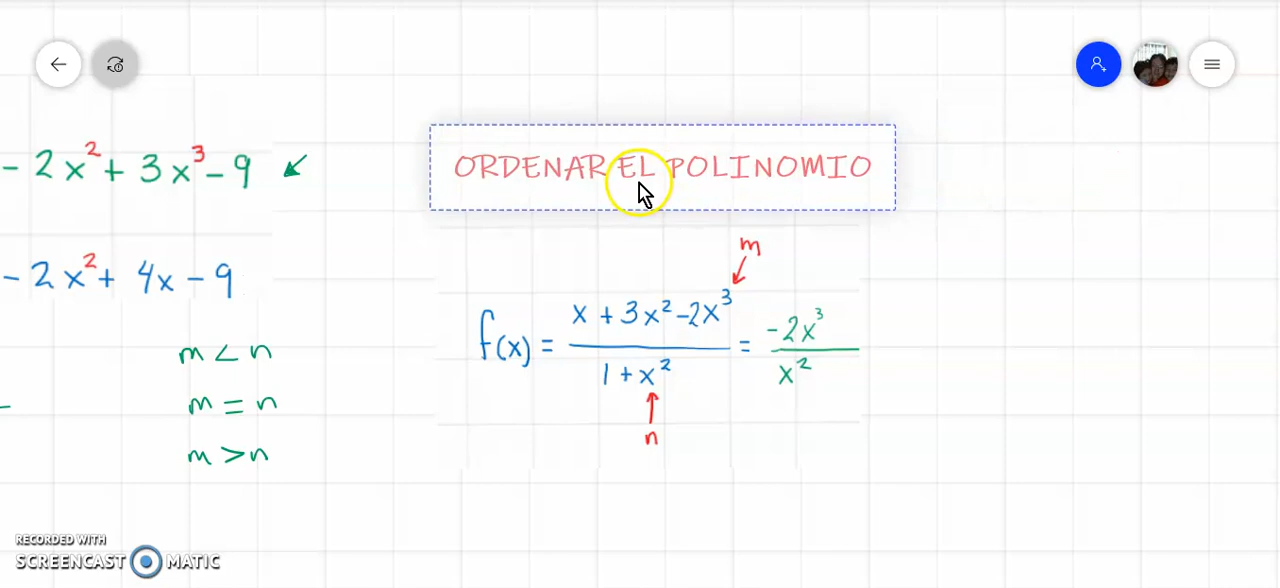 - 2x² + 3x³ - 9
- 2x² + 4x - 9
m < n
m = n
m > n
ORDENAR EL POLINOMIO
m
f(x) = (x + 3x² - 2x³)/(1 + x²) = (-2x³)/(x²)
n
RECORDED WITH
SCREENCAST MATIC